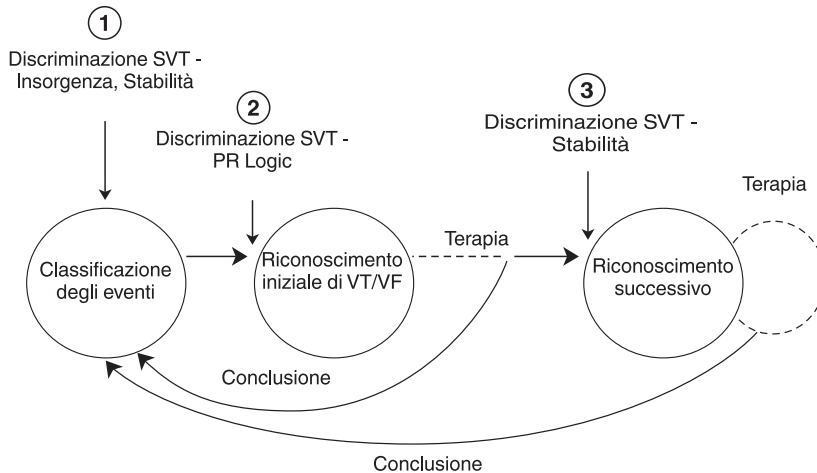 1
Discriminazione SVT -
Insorgenza, Stabilità
2
Discriminazione SVT -
PR Logic
3
Discriminazione SVT -
Stabilità
Terapia
Classificazione
degli eventi
Riconoscimento
iniziale di VT/VF
Terapia
Riconoscimento
successivo
Conclusione
Conclusione